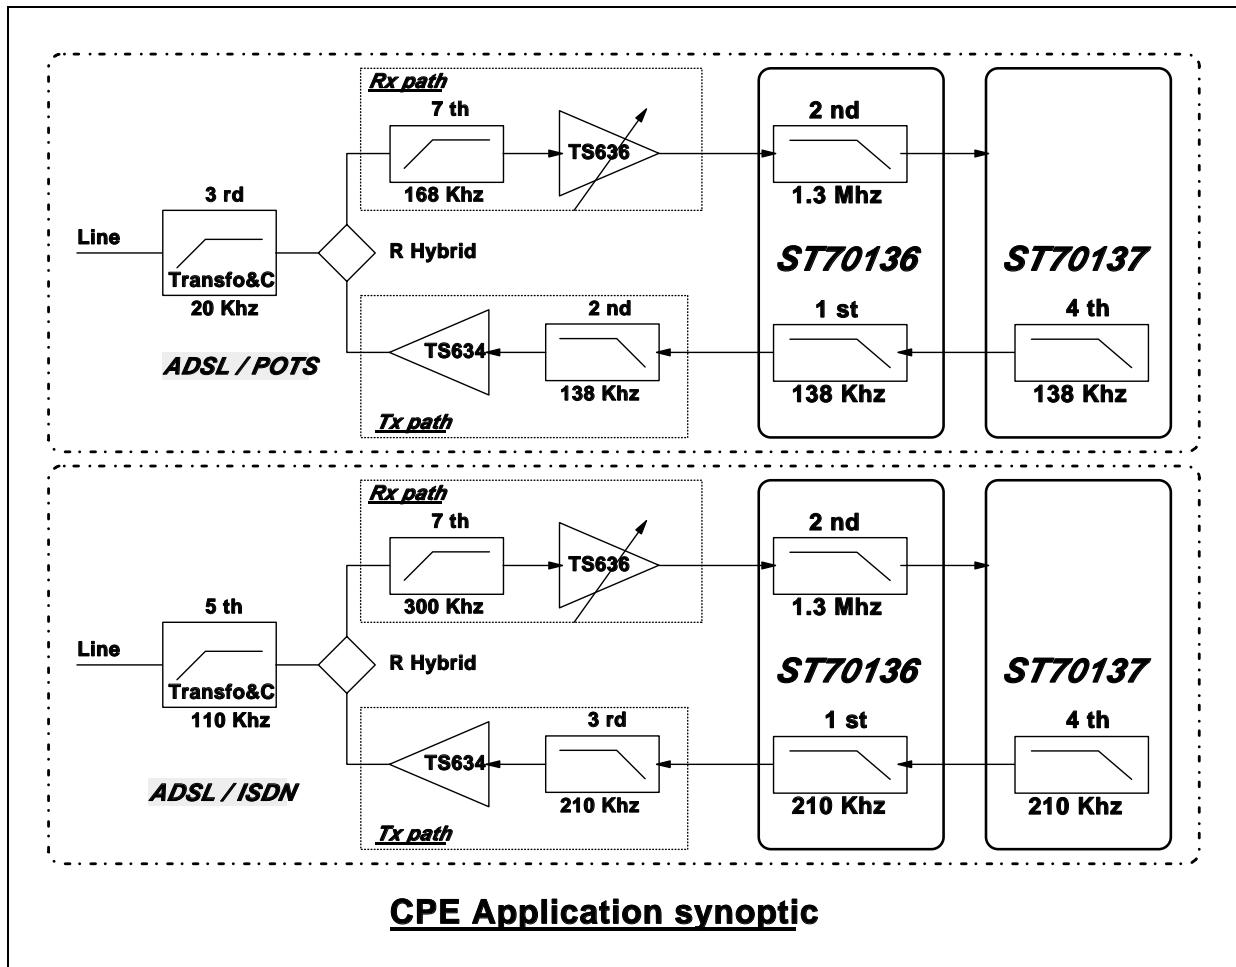 Rx path
7 th
2 nd
TS636
3 rd
168 Khz
1.3 Mhz
Line
R Hybrid
ST70136
ST70137
Transfo&C
20 Khz
2 nd
1 st
4 th
TS634
ADSL / POTS
138 Khz
138 Khz
138 Khz
Tx path
Rx path
7 th
2 nd
TS636
5 th
300 Khz
1.3 Mhz
Line
R Hybrid
ST70136
ST70137
Transfo&C
110 Khz
3 rd
1 st
4 th
TS634
ADSL / ISDN
210 Khz
210 Khz
210 Khz
Tx path
CPE Application synoptic